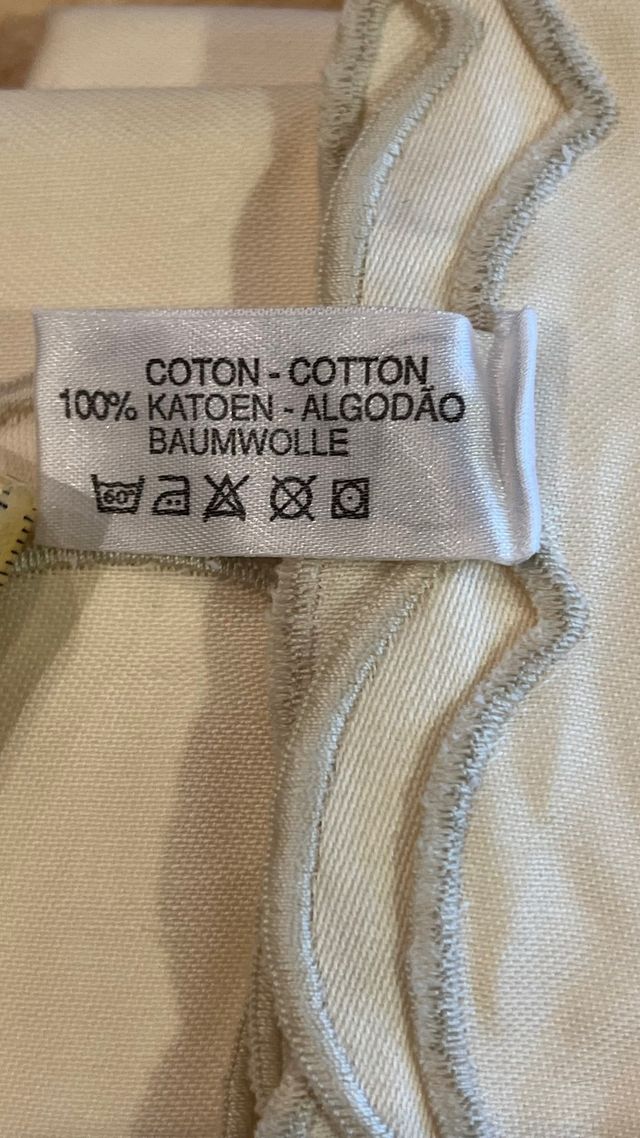 COTON - COTTON
100% KATOEN - ALGODÃO
BAUMWOLLE
60°